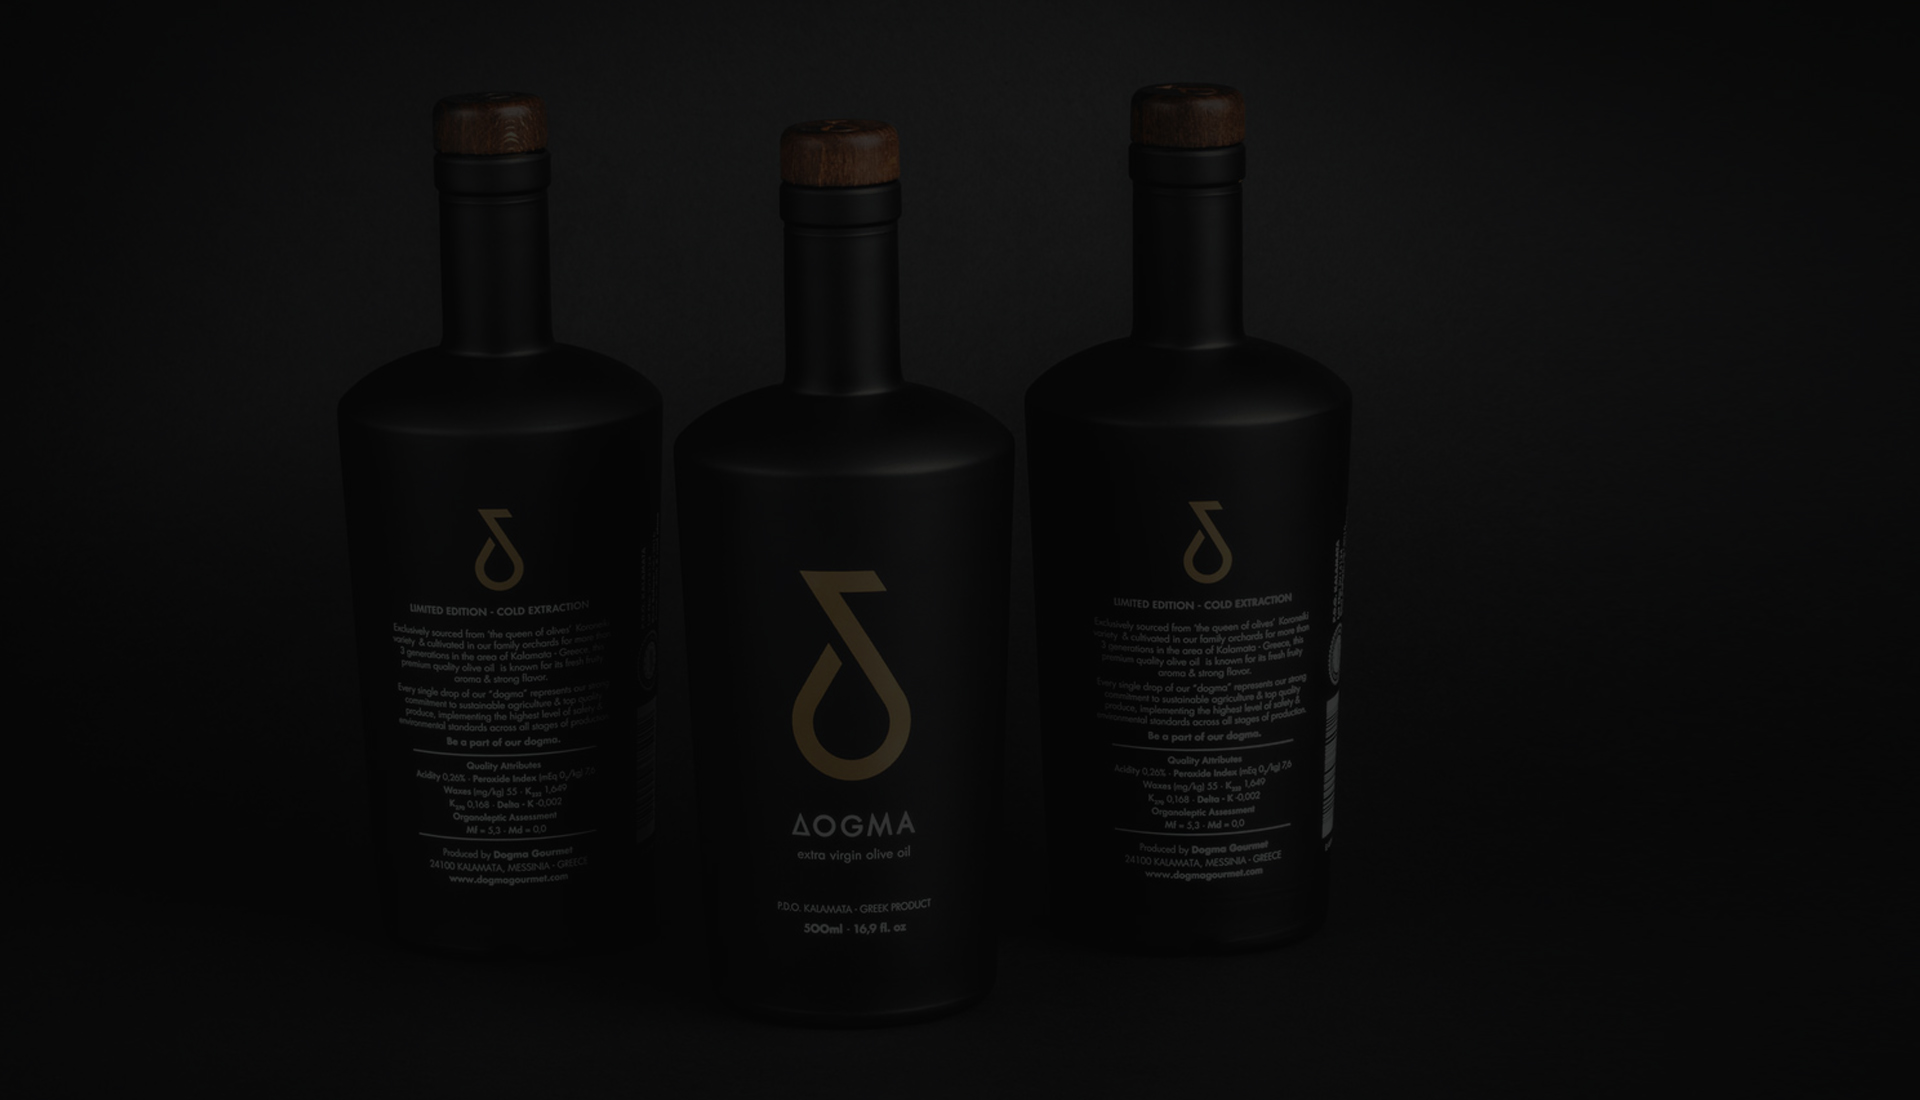 LIMITED EDITION - COLD EXTRACTION
Exclusively sourced from 'the queen of olives' Koroneiki
variety & cultivated in our family orchards for more than
3 generations in the area of Kalamata - Greece, this
premium quality olive oil is known for its fresh fruity
aroma & strong flavor.
Every single drop of our "dogma" represents our strong
commitment to sustainable agriculture & top quality
produce, implementing the highest level of safety &
environmental standards across all stages of production.
Be a part of our dogma.
Quality Attributes
Acidity 0,26% · Peroxide Index (mEq O₂/kg) 7,6
Waxes (mg/kg) 55 · K₂₃₂ 1,649
K₂₇₀ 0,168 · Delta - K -0,002
Organoleptic Assessment
Mf = 5,3 - Md = 0,0
Produced by Dogma Gourmet
24100 KALAMATA, MESSINIA - GREECE
www.dogmagourmet.com
ΔOGMA
extra virgin olive oil
P.D.O. KALAMATA - GREEK PRODUCT
500ml · 16,9 fl. oz
LIMITED EDITION - COLD EXTRACTION
Exclusively sourced from 'the queen of olives' Koroneiki
variety & cultivated in our family orchards for more than
3 generations in the area of Kalamata - Greece, this
premium quality olive oil is known for its fresh fruity
aroma & strong flavor.
Every single drop of our "dogma" represents our strong
commitment to sustainable agriculture & top quality
produce, implementing the highest level of safety &
environmental standards across all stages of production.
Be a part of our dogma.
Quality Attributes
Acidity 0,26% · Peroxide Index (mEq O₂/kg) 7,6
Waxes (mg/kg) 55 · K₂₃₂ 1,649
K₂₇₀ 0,168 · Delta - K -0,002
Organoleptic Assessment
Mf = 5,3 - Md = 0,0
Produced by Dogma Gourmet
24100 KALAMATA, MESSINIA - GREECE
www.dogmagourmet.com